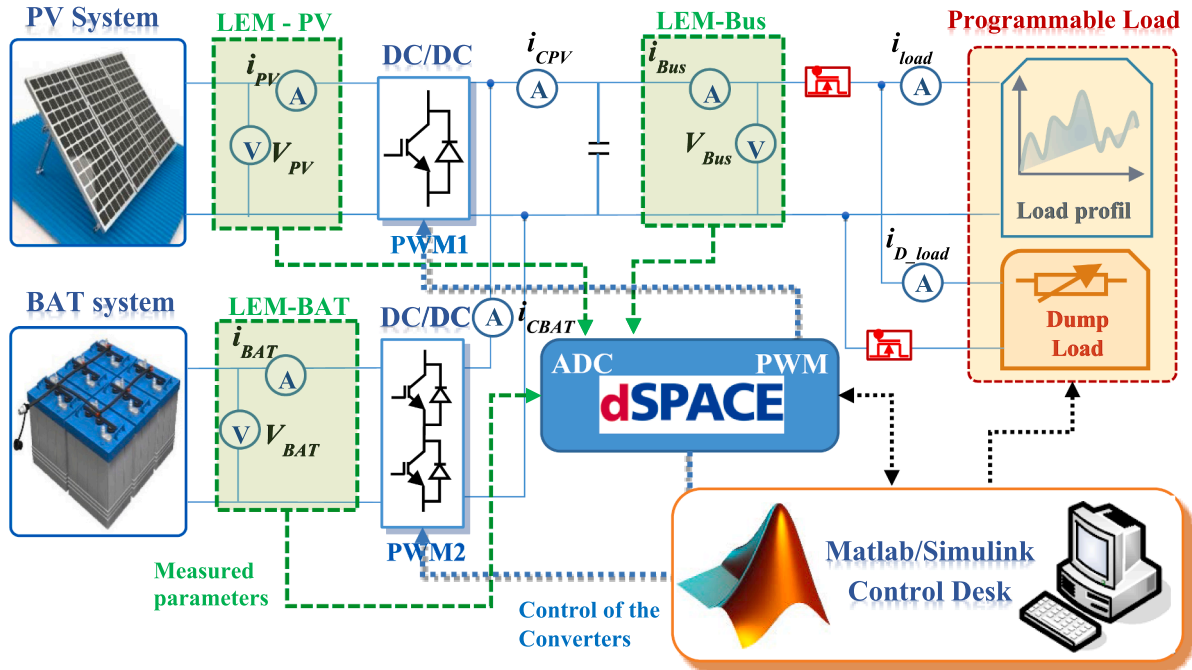 PV System
LEM - PV
DC/DC
i_CPV
LEM-Bus
Programmable Load
i_PV
A
A
i_Bus
A
i_load
A
V
V_PV
V_Bus
V
Load profil
PWM1
i_D_load
A
BAT system
LEM-BAT
DC/DC
A
i_CBAT
Dump
Load
i_BAT
A
ADC
PWM
dSPACE
V
V_BAT
PWM2
Matlab/Simulink
Control Desk
Measured
parameters
Control of the
Converters